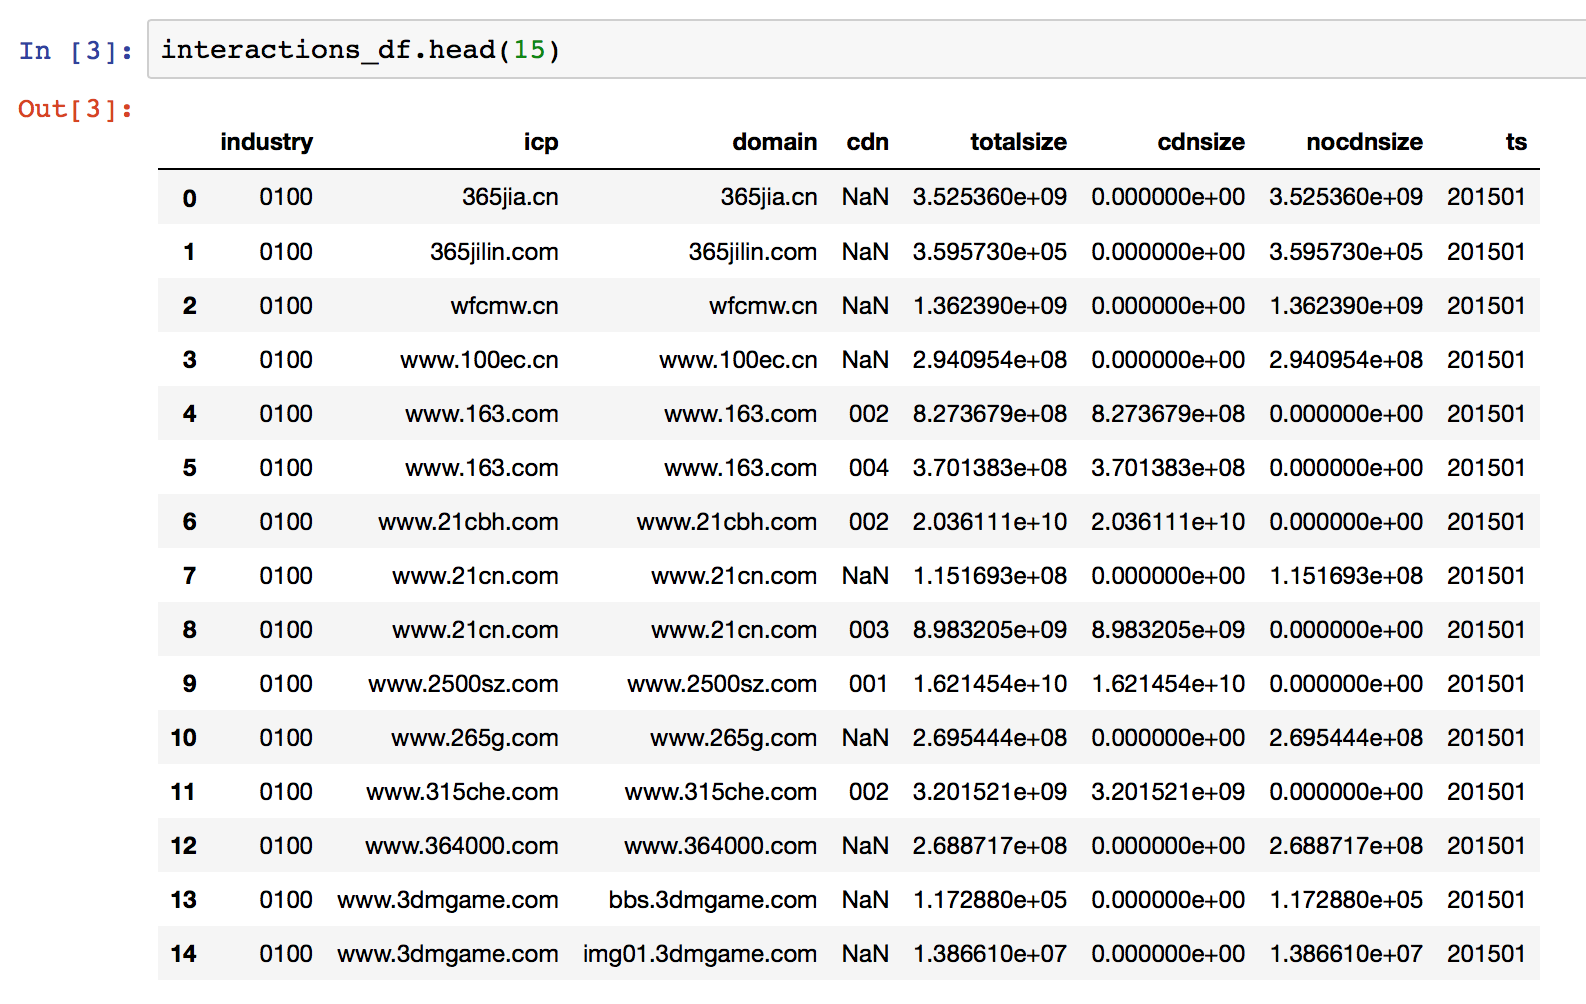 In [3]: interactions_df.head(15)
Out[3]:
industry icp domain cdn totalsize cdnsize nocdnsize ts
0 0100 365jia.cn 365jia.cn NaN 3.525360e+09 0.000000e+00 3.525360e+09 201501
1 0100 365jilin.com 365jilin.com NaN 3.595730e+05 0.000000e+00 3.595730e+05 201501
2 0100 wfcmw.cn wfcmw.cn NaN 1.362390e+09 0.000000e+00 1.362390e+09 201501
3 0100 www.100ec.cn www.100ec.cn NaN 2.940954e+08 0.000000e+00 2.940954e+08 201501
4 0100 www.163.com www.163.com 002 8.273679e+08 8.273679e+08 0.000000e+00 201501
5 0100 www.163.com www.163.com 004 3.701383e+08 3.701383e+08 0.000000e+00 201501
6 0100 www.21cbh.com www.21cbh.com 002 2.036111e+10 2.036111e+10 0.000000e+00 201501
7 0100 www.21cn.com www.21cn.com NaN 1.151693e+08 0.000000e+00 1.151693e+08 201501
8 0100 www.21cn.com www.21cn.com 003 8.983205e+09 8.983205e+09 0.000000e+00 201501
9 0100 www.2500sz.com www.2500sz.com 001 1.621454e+10 1.621454e+10 0.000000e+00 201501
10 0100 www.265g.com www.265g.com NaN 2.695444e+08 0.000000e+00 2.695444e+08 201501
11 0100 www.315che.com www.315che.com 002 3.201521e+09 3.201521e+09 0.000000e+00 201501
12 0100 www.364000.com www.364000.com NaN 2.688717e+08 0.000000e+00 2.688717e+08 201501
13 0100 www.3dmgame.com bbs.3dmgame.com NaN 1.172880e+05 0.000000e+00 1.172880e+05 201501
14 0100 www.3dmgame.com img01.3dmgame.com NaN 1.386610e+07 0.000000e+00 1.386610e+07 201501